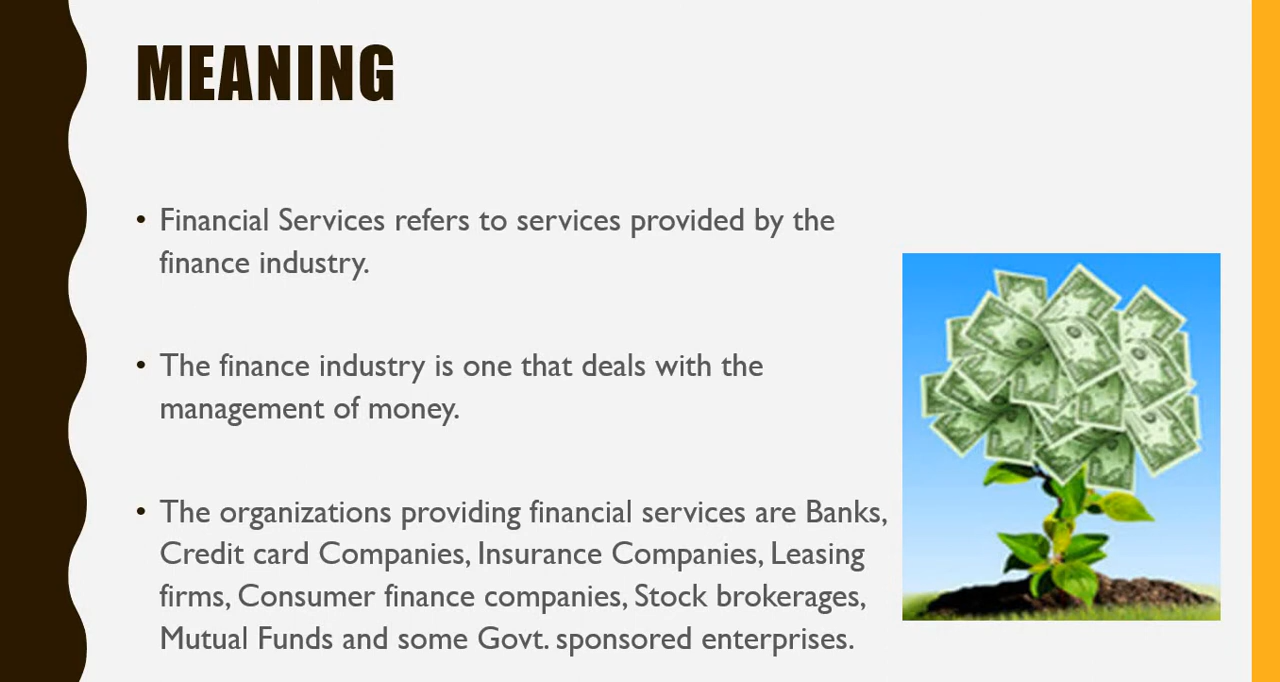 MEANING
• Financial Services refers to services provided by the
finance industry.
• The finance industry is one that deals with the
management of money.
• The organizations providing financial services are Banks,
Credit card Companies, Insurance Companies, Leasing
firms, Consumer finance companies, Stock brokerages,
Mutual Funds and some Govt. sponsored enterprises.